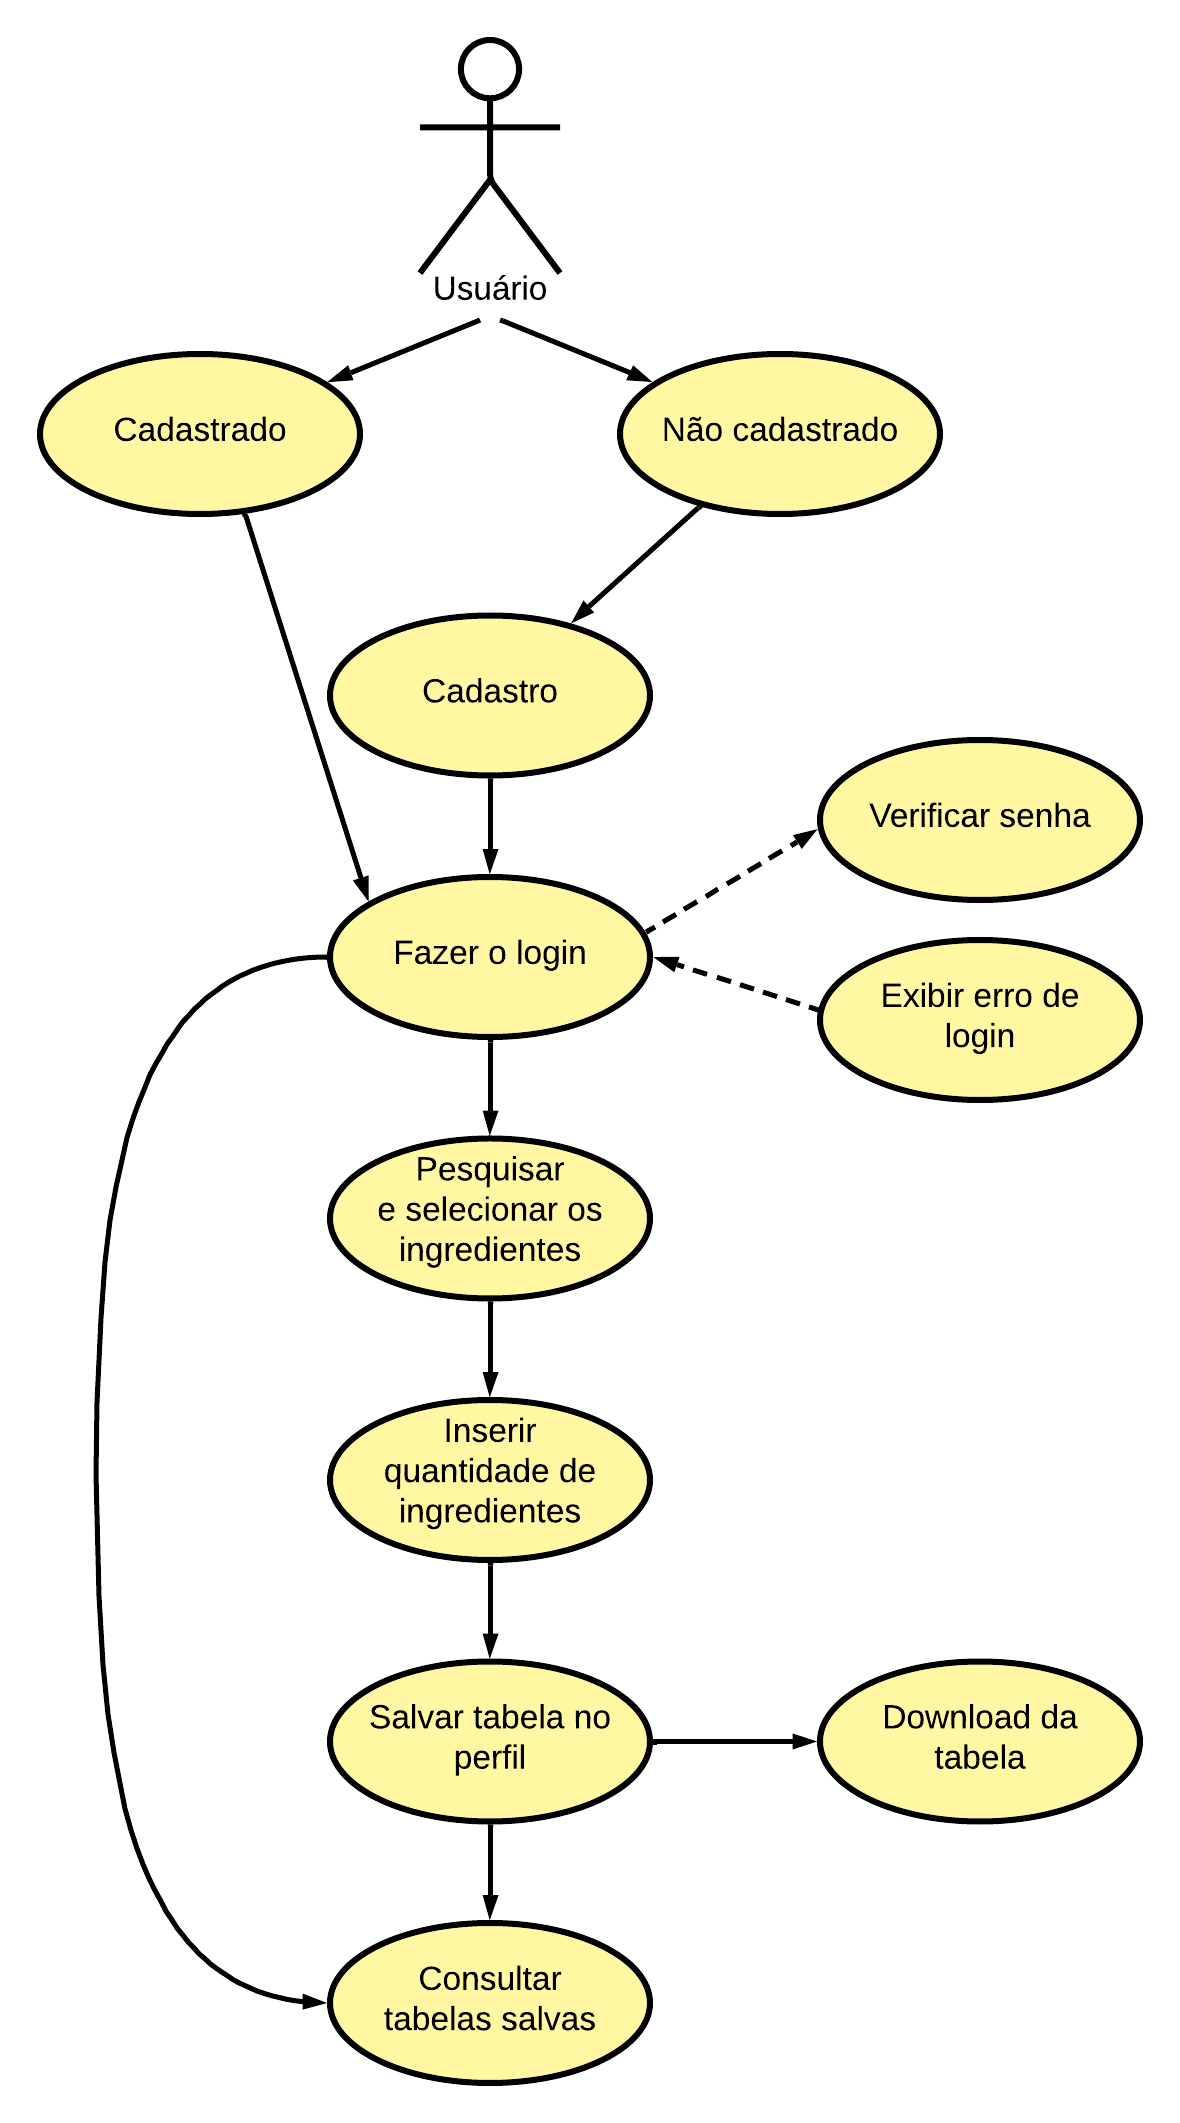 Usuário
Cadastrado
Não cadastrado
Cadastro
Verificar senha
Fazer o login
Exibir erro de
login
Pesquisar
e selecionar os
ingredientes
Inserir
quantidade de
ingredientes
Salvar tabela no
perfil
Download da
tabela
Consultar
tabelas salvas